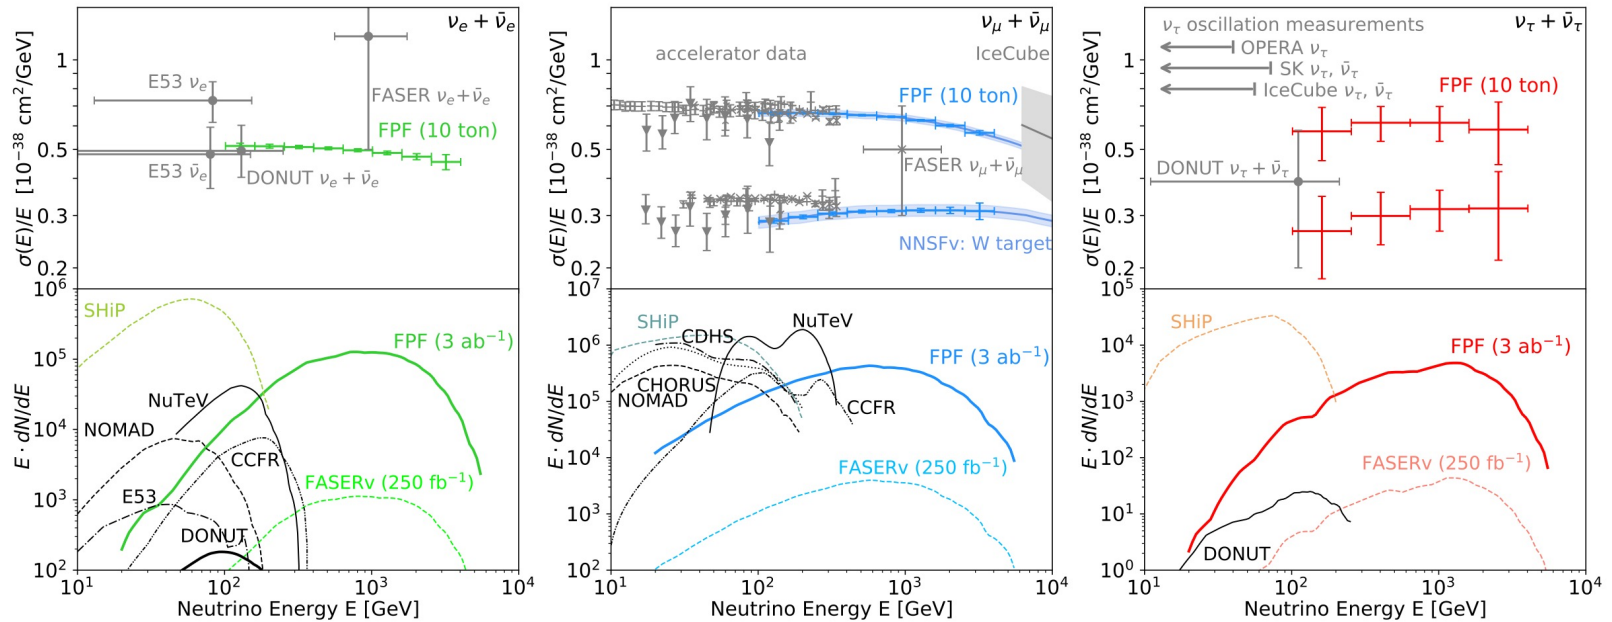 νe + ν̄e
1
0.5
0.3
0.2
σ(E)/E [10⁻³⁸ cm²/GeV]
E53 νe
FASER νe+ν̄e
FPF (10 ton)
E53 ν̄e
DONUT νe + ν̄e
10⁶
10⁵
10⁴
10³
10²
E · dN/dE
SHiP
FPF (3 ab⁻¹)
NuTeV
NOMAD
CCFR
FASERv (250 fb⁻¹)
E53
DONUT
10¹
10²
10³
10⁴
Neutrino Energy E [GeV]
νμ + ν̄μ
1
0.5
0.3
0.2
σ(E)/E [10⁻³⁸ cm²/GeV]
accelerator data
IceCube
FPF (10 ton)
FASER νμ+ν̄μ
NNSFν: W target
10⁷
10⁶
10⁵
10⁴
10³
10²
E · dN/dE
SHiP
CDHS
NuTeV
FPF (3 ab⁻¹)
CHORUS
NOMAD
CCFR
FASERv (250 fb⁻¹)
10¹
10²
10³
10⁴
Neutrino Energy E [GeV]
ντ + ν̄τ
1
0.5
0.3
0.2
σ(E)/E [10⁻³⁸ cm²/GeV]
ντ oscillation measurements
OPERA ντ
SK ντ, ν̄τ
IceCube ντ, ν̄τ
FPF (10 ton)
DONUT ντ + ν̄τ
10⁵
10⁴
10³
10²
10¹
10⁰
E · dN/dE
SHiP
FPF (3 ab⁻¹)
FASERv (250 fb⁻¹)
DONUT
10¹
10²
10³
10⁴
Neutrino Energy E [GeV]